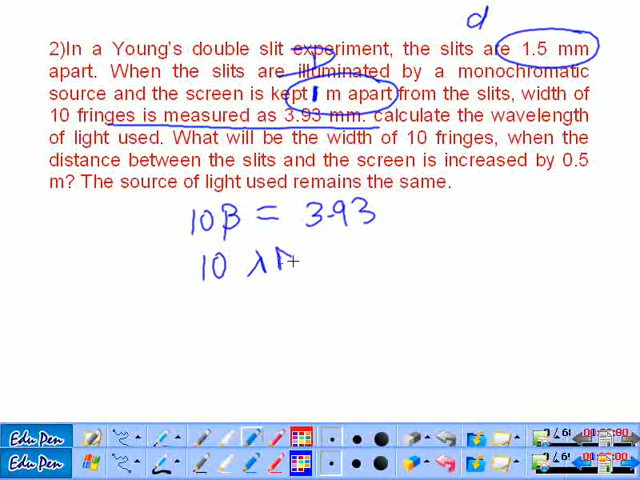 d
2)In a Young's double slit experiment, the slits are 1.5 mm
apart. When the slits are illuminated by a monochromatic
source and the screen is kept 1 m apart from the slits, width of
10 fringes is measured as 3.93 mm. calculate the wavelength
of light used. What will be the width of 10 fringes, when the
distance between the slits and the screen is increased by 0.5
m? The source of light used remains the same.
10β = 3.93
10 λ
Edu Pen
Edu Pen